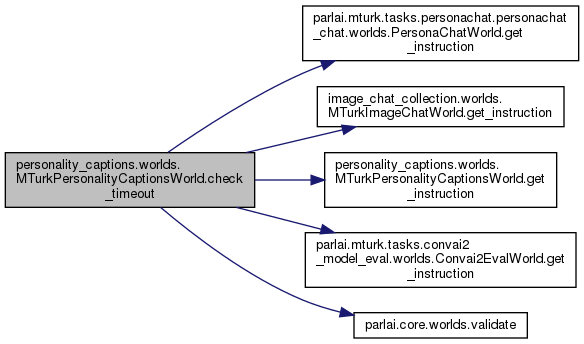 parlai.mturk.tasks.personachat.personachat
_chat.worlds.PersonaChatWorld.get
_instruction
image_chat_collection.worlds.
MTurkImageChatWorld.get_instruction
personality_captions.worlds.
MTurkPersonalityCaptionsWorld.check
_timeout
personality_captions.worlds.
MTurkPersonalityCaptionsWorld.get
_instruction
parlai.mturk.tasks.convai2
_model_eval.worlds.Convai2EvalWorld.get
_instruction
parlai.core.worlds.validate